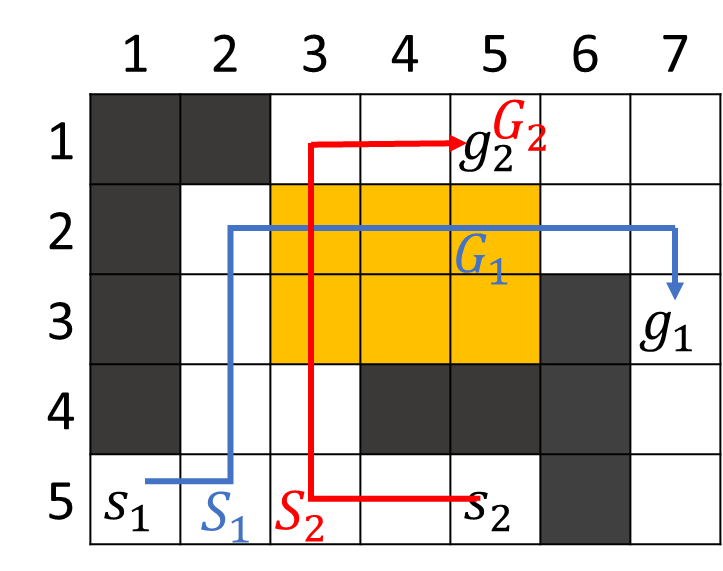 1 2 3 4 5 6 7
1 g₂ G₂
2 G₁
3 g₁
4
5 s₁ S₁ S₂ s₂